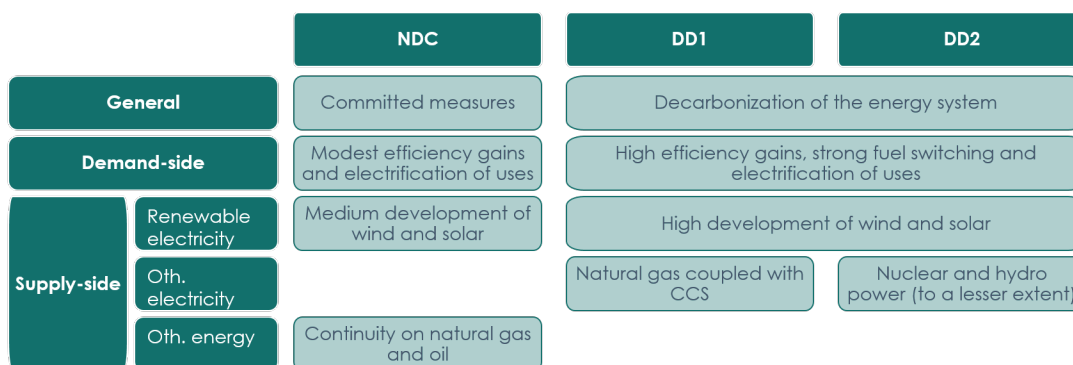 NDC
DD1
DD2
General
Committed measures
Decarbonization of the energy system
Demand-side
Modest efficiency gains
and electrification of uses
High efficiency gains, strong fuel switching and
electrification of uses
Supply-side
Renewable
electricity
Medium development of
wind and solar
High development of wind and solar
Oth.
electricity
Natural gas coupled with
CCS
Nuclear and hydro
power (to a lesser extent)
Oth. energy
Continuity on natural gas
and oil